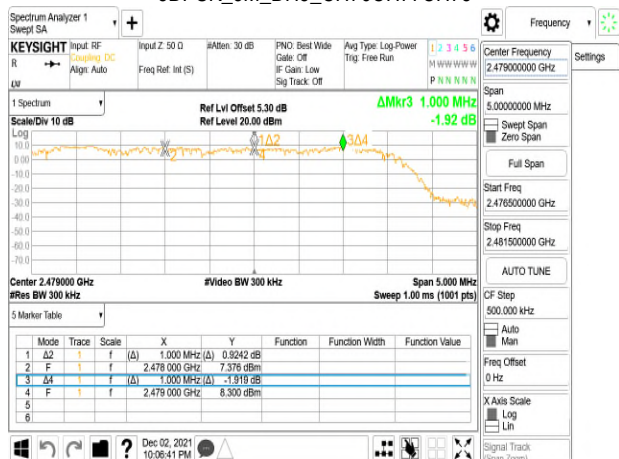 Spectrum Analyzer 1
Swept SA
+
Frequency
KEYSIGHT
R
Input: RF
Coupling: DC
Align: Auto
Input Z: 50 Ω
Freq Ref: Int (S)
#Atten: 30 dB
PNO: Best Wide
Gate: Off
IF Gain: Low
Sig Track: Off
Avg Type: Log-Power
Trig: Free Run
1 2 3 4 5 6
M W W W W W
P N N N N N
1 Spectrum
Scale/Div 10 dB
Ref Lvl Offset 5.30 dB
Ref Level 20.00 dBm
ΔMkr3 1.000 MHz
-1.92 dB
Log
10.0
0.00
-10.0
-20.0
-30.0
-40.0
-50.0
-60.0
-70.0
2
1Δ2
4
3Δ4
Center 2.479000 GHz
#Video BW 300 kHz
Span 5.000 MHz
#Res BW 300 kHz
Sweep 1.00 ms (1001 pts)
5 Marker Table
Mode Trace Scale X Y Function Function Width Function Value
1 Δ2 1 f (Δ) 1.000 MHz (Δ) 0.9242 dB
2 F 1 f 2.478 000 GHz 7.376 dBm
3 Δ4 1 f (Δ) 1.000 MHz (Δ) -1.919 dB
4 F 1 f 2.479 000 GHz 8.300 dBm
5
6
Dec 02, 2021
10:06:41 PM
?
Center Frequency
2.479000000 GHz
Settings
Span
5.00000000 MHz
Swept Span
Zero Span
Full Span
Start Freq
2.476500000 GHz
Stop Freq
2.481500000 GHz
AUTO TUNE
CF Step
500.000 kHz
Auto
Man
Freq Offset
0 Hz
X Axis Scale
Log
Lin
Signal Track
(Span Zoom)